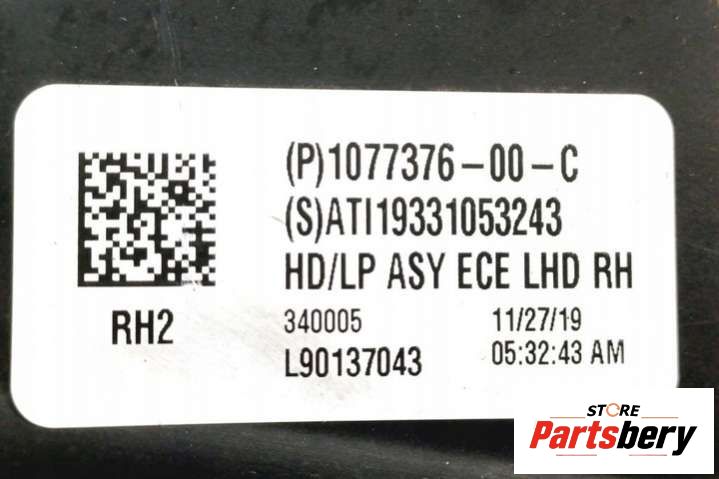 (P)1077376-00-C
(S)ATI19331053243
HD/LP ASY ECE LHD RH
RH2
340005 11/27/19
L90137043 05:32:43 AM
STORE
Partsbery